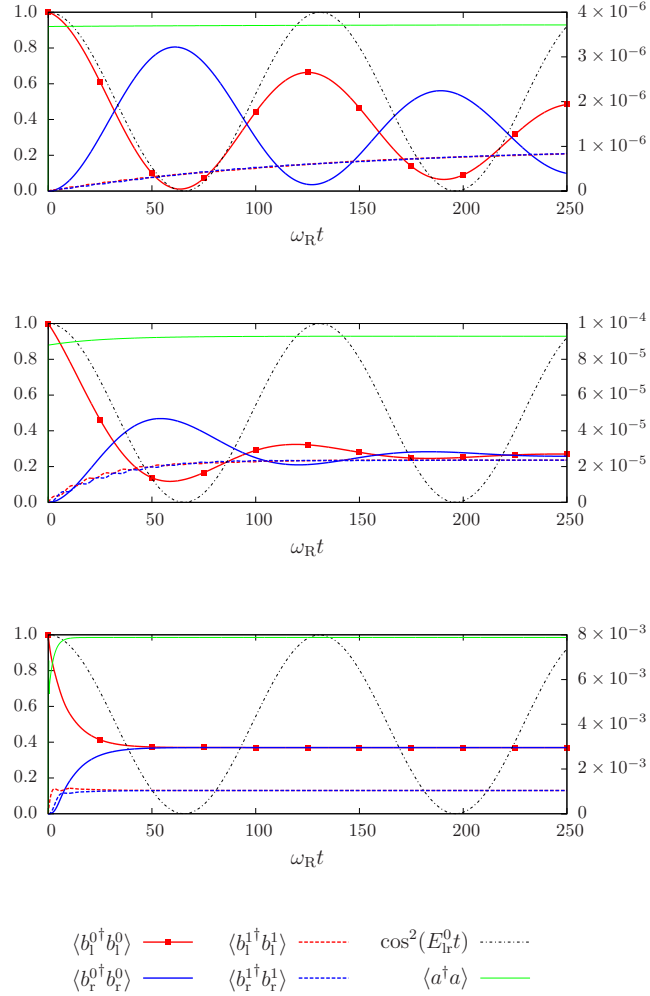 1.0 4 × 10⁻⁶
0.8 3 × 10⁻⁶
0.6
0.4 2 × 10⁻⁶
0.2 1 × 10⁻⁶
0.0 0
0 50 100 150 200 250
ω_R t
1.0 1 × 10⁻⁴
0.8 8 × 10⁻⁵
0.6 6 × 10⁻⁵
0.4 4 × 10⁻⁵
0.2 2 × 10⁻⁵
0.0 0
0 50 100 150 200 250
ω_R t
1.0 8 × 10⁻³
0.8 6 × 10⁻³
0.6
0.4 4 × 10⁻³
0.2 2 × 10⁻³
0.0 0
0 50 100 150 200 250
ω_R t
⟨b_l^{0†} b_l^0⟩ ⟨b_l^{1†} b_l^1⟩ cos²(E_{lr}^0 t)
⟨b_r^{0†} b_r^0⟩ ⟨b_r^{1†} b_r^1⟩ ⟨a†a⟩